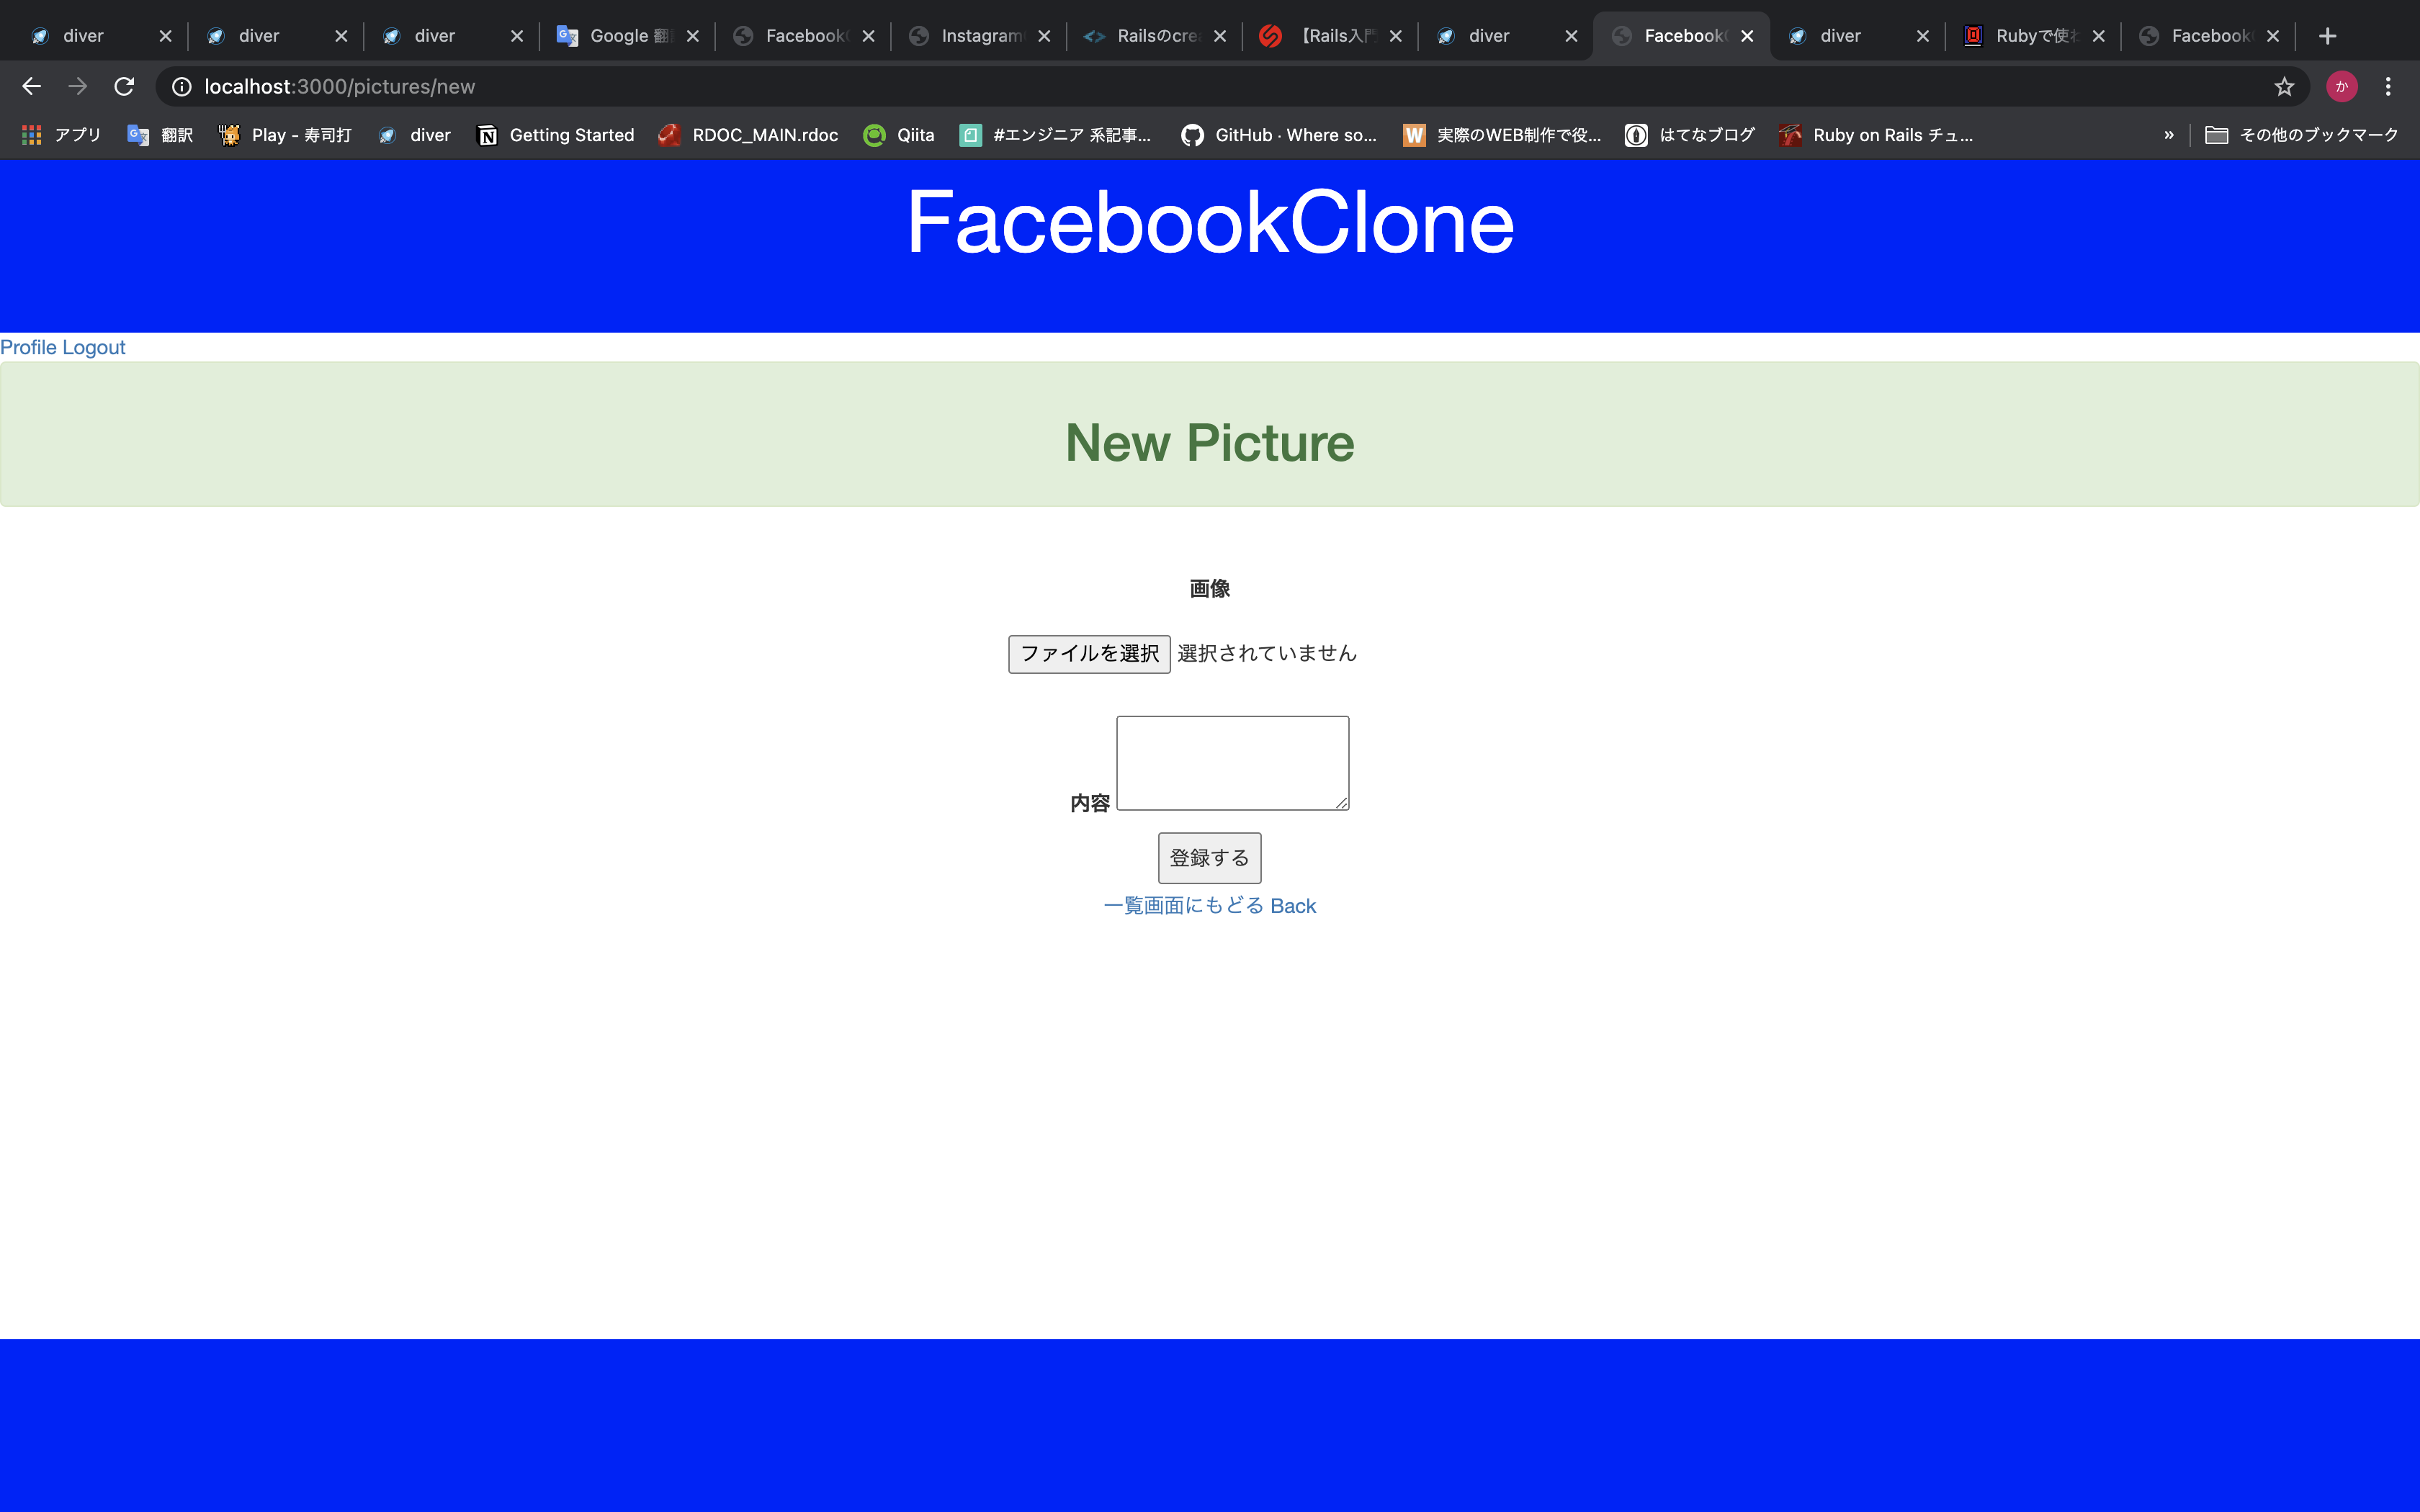 diver diver diver Google 翻 Facebook Instagram Railsのcre 【Rails入門 diver Facebook diver Rubyで使わ Facebook
localhost:3000/pictures/new か
アプリ 翻訳 Play - 寿司打 diver Getting Started RDOC_MAIN.rdoc Qiita #エンジニア 系記事... GitHub · Where so... 実際のWEB制作で役... はてなブログ Ruby on Rails チュ... » その他のブックマーク
FacebookClone
Profile Logout
New Picture
画像
ファイルを選択 選択されていません
内容
登録する
一覧画面にもどる Back